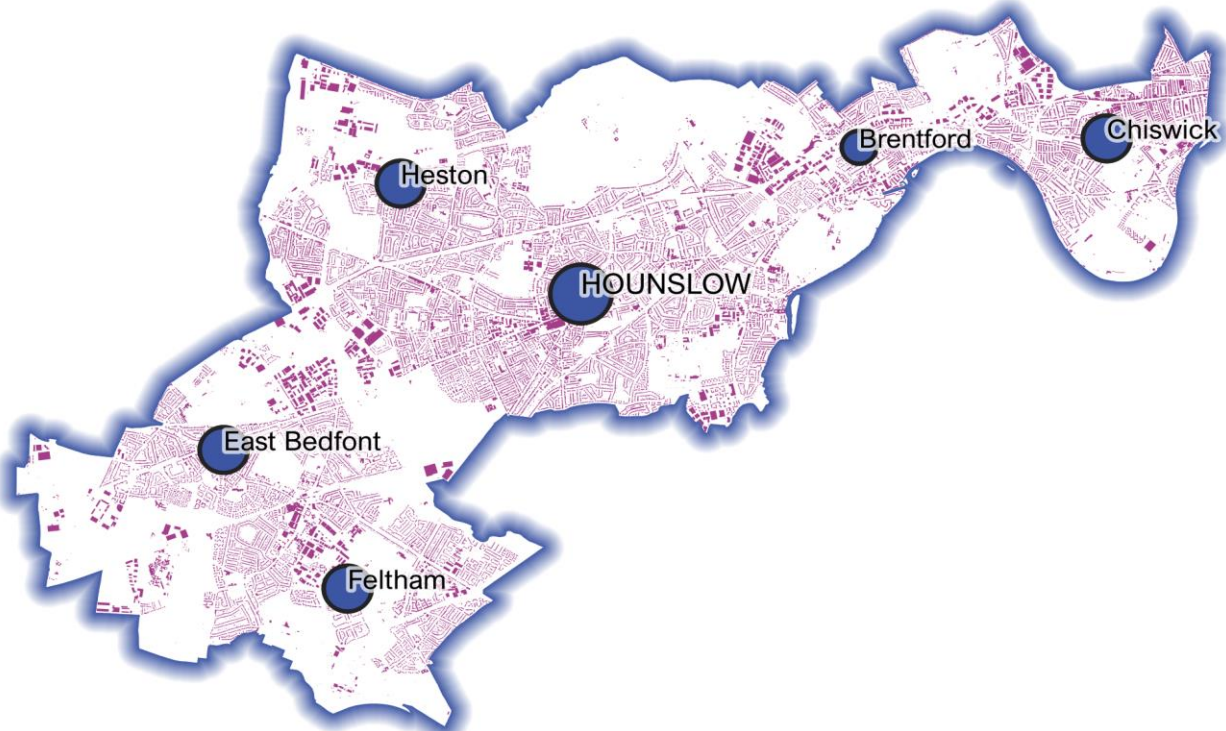 Chiswick
Brentford
Heston
HOUNSLOW
East Bedfont
Feltham